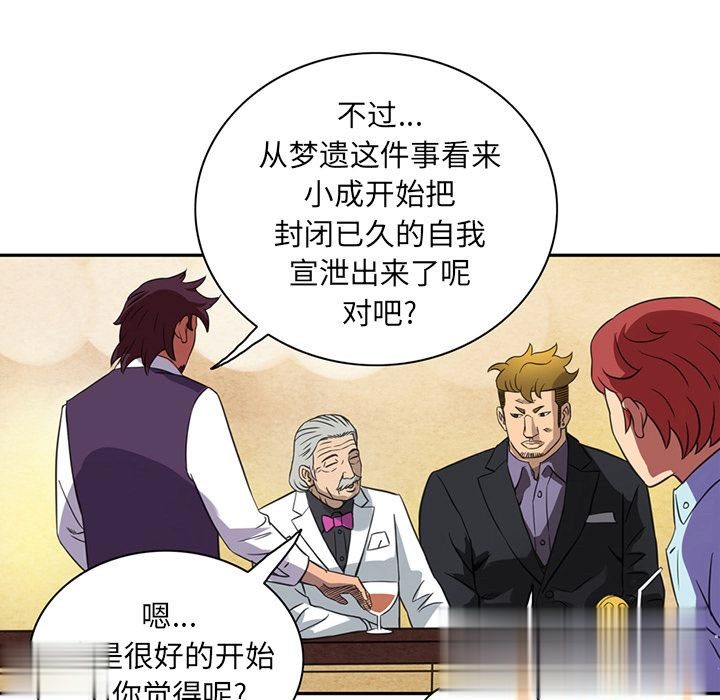 不过...
从梦遗这件事看来
小成开始把
封闭已久的自我
宣泄出来了呢
对吧?
嗯...
是很好的开始
你觉得呢?